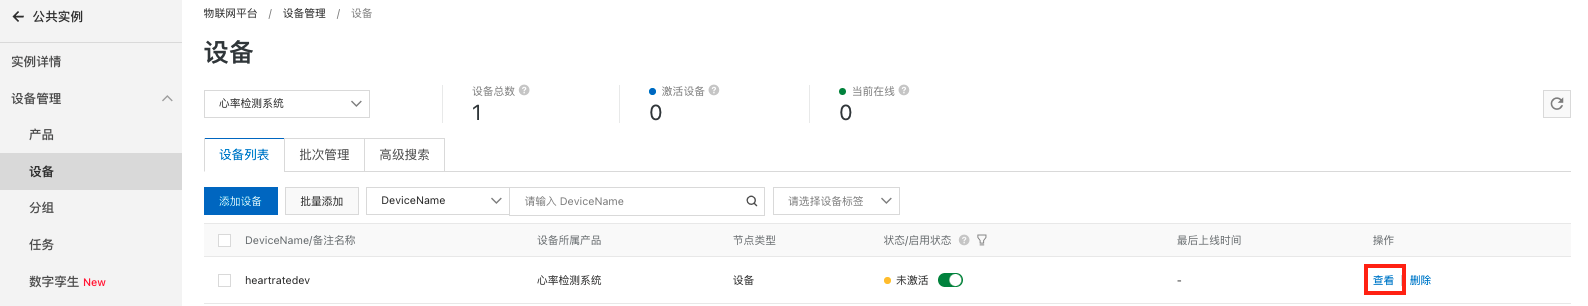 公共实例
实例详情
设备管理
产品
设备
分组
任务
数字孪生 New
物联网平台 / 设备管理 / 设备
设备
心率检测系统
设备总数
1
激活设备
0
当前在线
0
设备列表 批次管理 高级搜索
添加设备 批量添加 DeviceName 请输入 DeviceName 请选择设备标签
DeviceName/备注名称 设备所属产品 节点类型 状态/启用状态 最后上线时间 操作
heartratedev 心率检测系统 设备 未激活 - 查看 删除